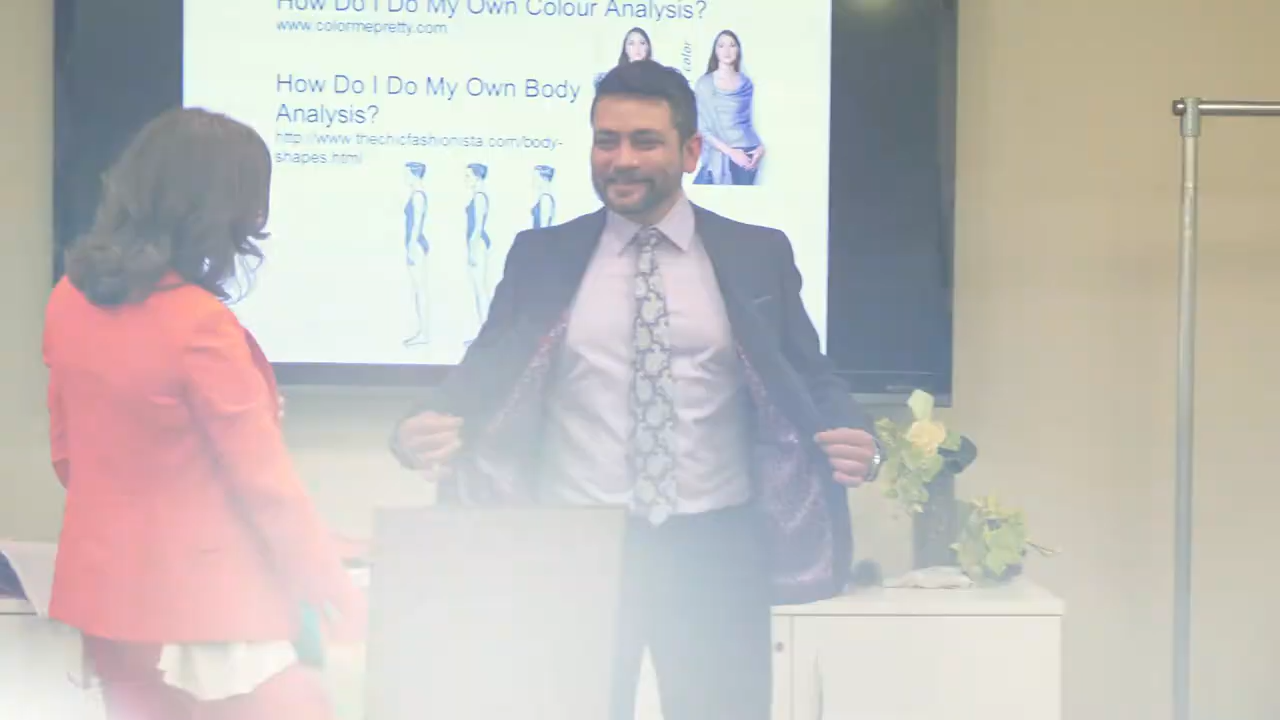 How Do I Do My Own Colour Analysis?
www.colormepretty.com
How Do I Do My Own Body
Analysis?
http://www.thechicfashionista.com/body-
shapes.html
color